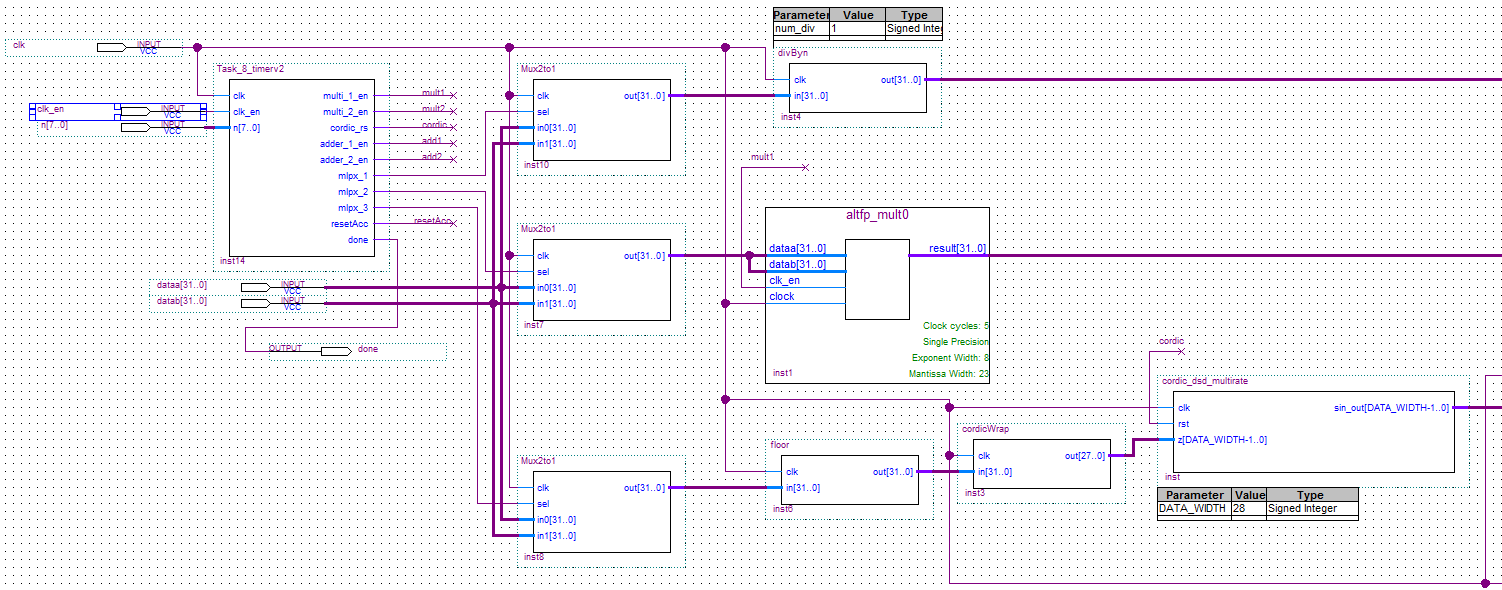 Parameter Value Type
num_div 1 Signed Inte
clk INPUT VCC
clk_en INPUT VCC
n[7..0] INPUT VCC
Task_8_timerv2
clk multi_1_en mult1
clk_en multi_2_en mult2
n[7..0] cordic_rs cordic
adder_1_en add1
adder_2_en add2
mlpx_1
mlpx_2
mlpx_3
resetAcc resetAcc
done
inst14
dataa[31..0] INPUT VCC
datab[31..0] INPUT VCC
OUTPUT done
Mux2to1
clk out[31..0]
sel
in0[31..0]
in1[31..0]
inst10
Mux2to1
clk out[31..0]
sel
in0[31..0]
in1[31..0]
inst7
Mux2to1
clk out[31..0]
sel
in0[31..0]
in1[31..0]
inst8
divByn
clk out[31..0]
in[31..0]
inst4
mult1
altfp_mult0
dataa[31..0] result[31..0]
datab[31..0]
clk_en
clock
Clock cycles: 5
Single Precision
Exponent Width: 8
Mantissa Width: 23
inst1
floor
clk out[31..0]
in[31..0]
inst6
cordicWrap
clk out[27..0]
in[31..0]
inst3
cordic
cordic_dsd_multirate
clk sin_out[DATA_WIDTH-1..0]
rst
z[DATA_WIDTH-1..0]
inst
Parameter Value Type
DATA_WIDTH 28 Signed Integer